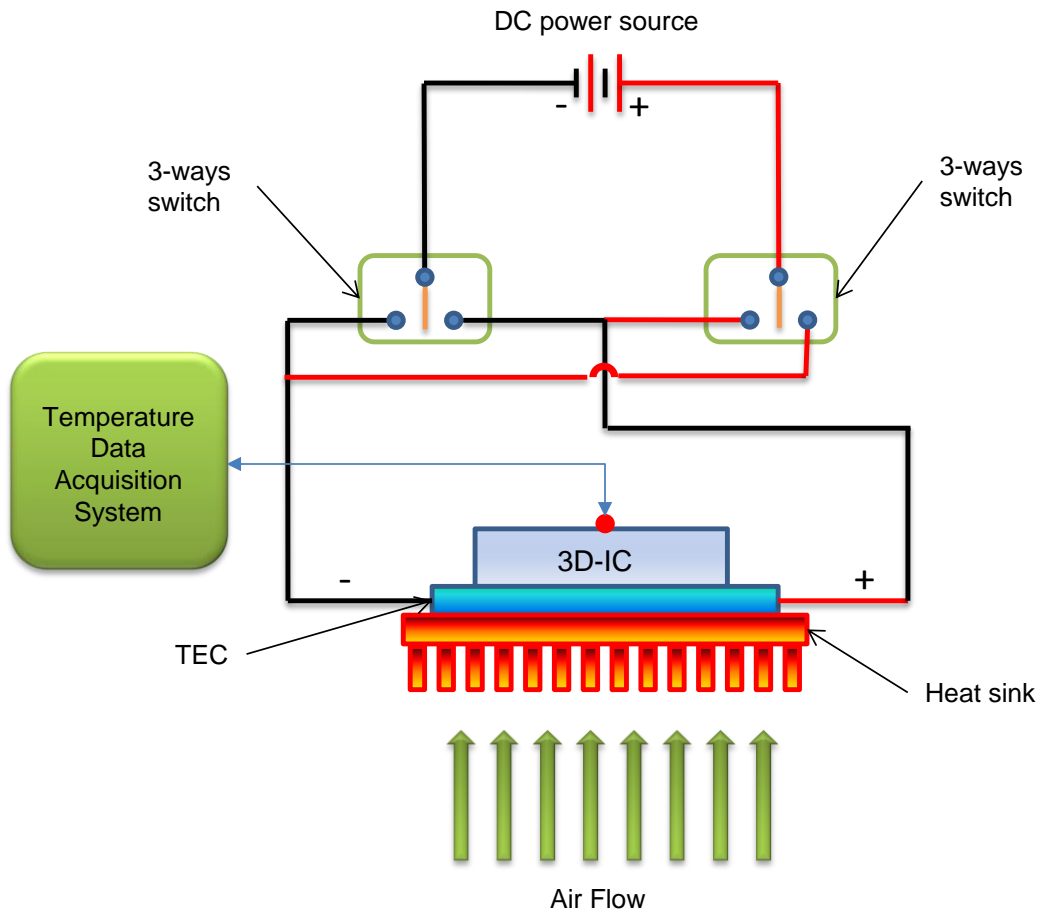 DC power source
-
+
3-ways
switch
3-ways
switch
Temperature
Data
Acquisition
System
3D-IC
-
+
TEC
Heat sink
Air Flow